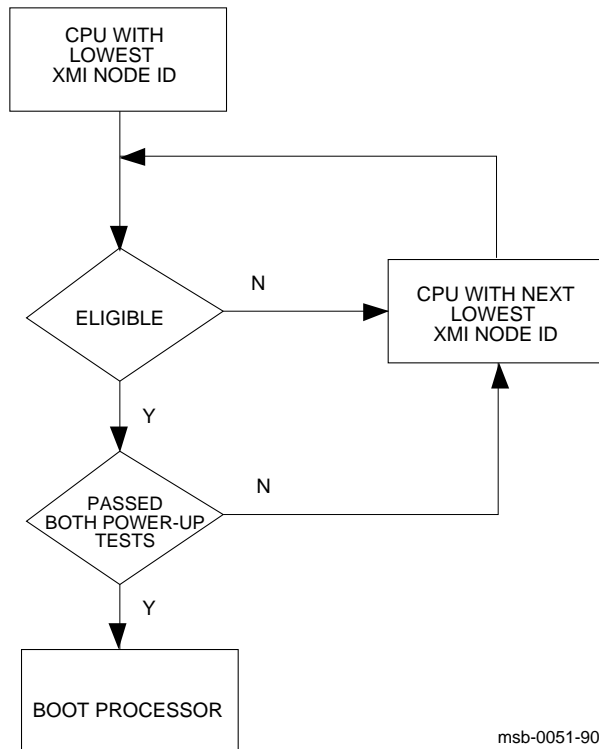 CPU WITH
LOWEST
XMI NODE ID
N
ELIGIBLE
CPU WITH NEXT
LOWEST
XMI NODE ID
Y
N
PASSED
BOTH POWER-UP
TESTS
Y
BOOT PROCESSOR
msb-0051-90